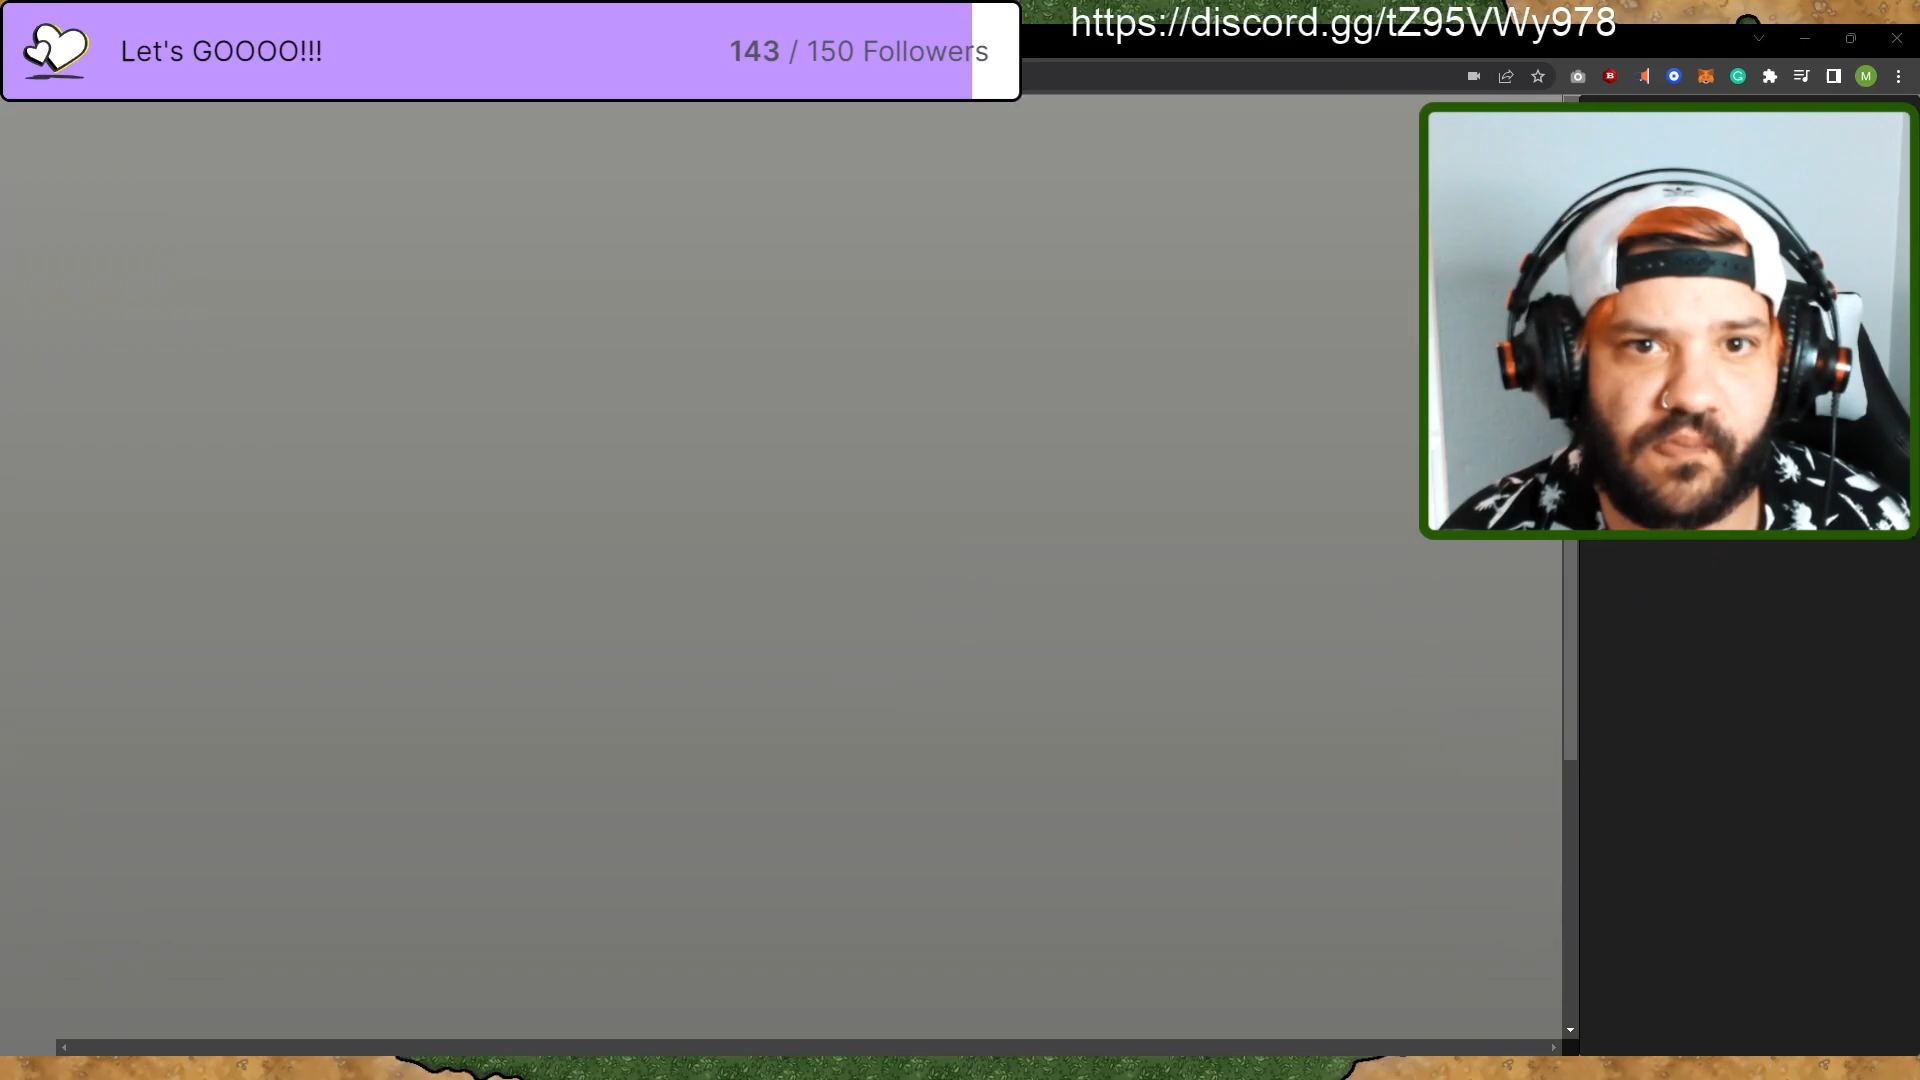 https://discord.gg/tZ95VWy978
Let's GOOOO!!!
143 / 150 Followers
B
G
M